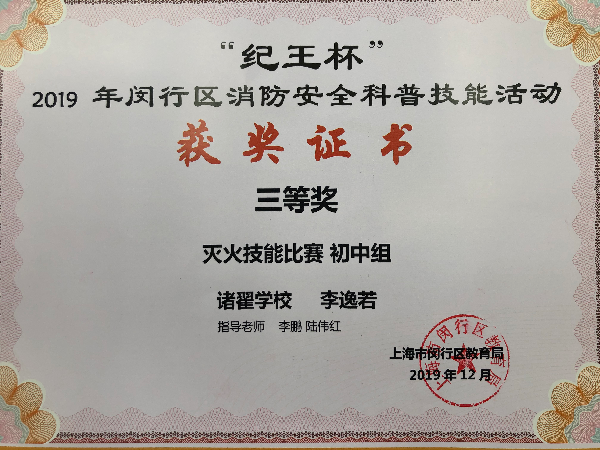 “纪王杯”
2019 年闵行区消防安全科普技能活动
获奖证书
三等奖
灭火技能比赛 初中组
诸翟学校 李逸若
指导老师 李鹏 陆伟红
上海市闵行区教育局
2019 年 12 月
上海市闵行区教育局